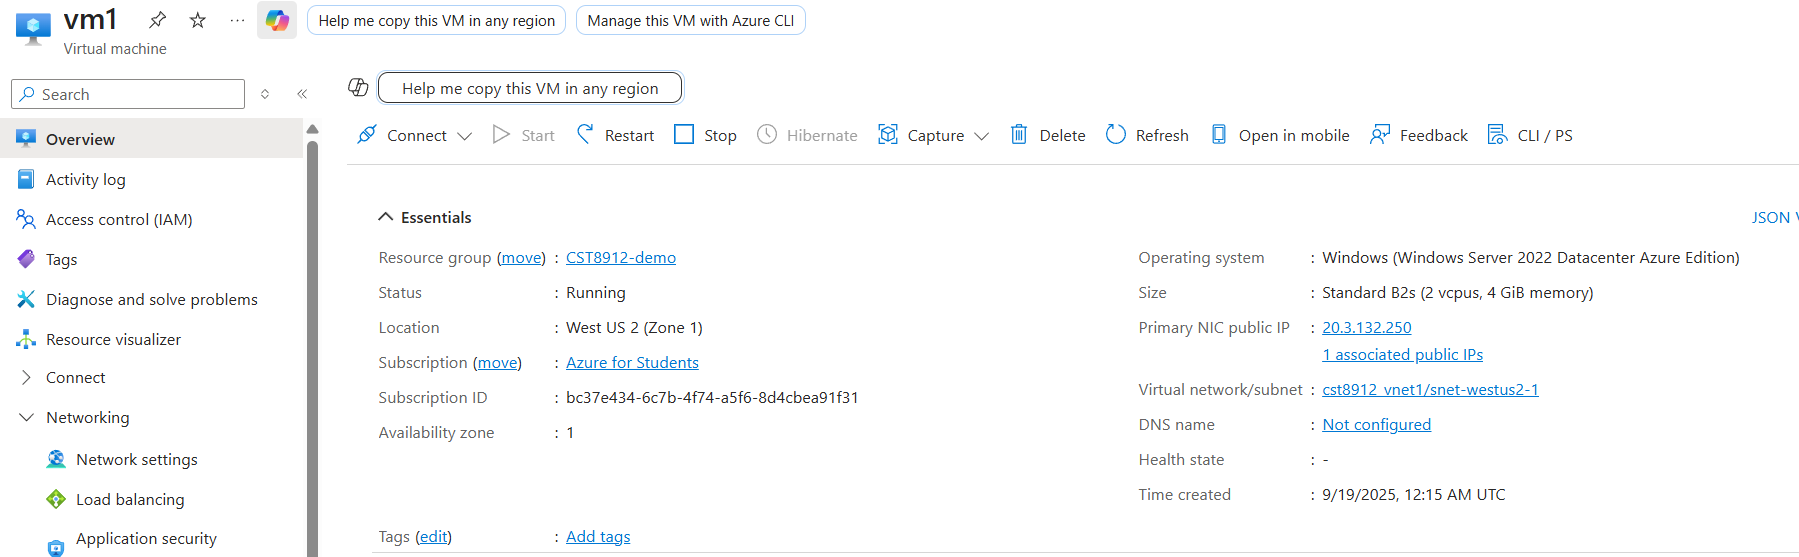 vm1
...
Help me copy this VM in any region
Manage this VM with Azure CLI
Virtual machine
Search
Help me copy this VM in any region
Connect Start Restart Stop Hibernate Capture Delete Refresh Open in mobile Feedback CLI / PS
Overview
Activity log
Access control (IAM)
Tags
Diagnose and solve problems
Resource visualizer
Connect
Networking
Network settings
Load balancing
Application security
Essentials
JSON V
Resource group (move) : CST8912-demo
Status : Running
Location : West US 2 (Zone 1)
Subscription (move) : Azure for Students
Subscription ID : bc37e434-6c7b-4f74-a5f6-8d4cbea91f31
Availability zone : 1
Operating system : Windows (Windows Server 2022 Datacenter Azure Edition)
Size : Standard B2s (2 vcpus, 4 GiB memory)
Primary NIC public IP : 20.3.132.250
1 associated public IPs
Virtual network/subnet : cst8912_vnet1/snet-westus2-1
DNS name : Not configured
Health state : -
Time created : 9/19/2025, 12:15 AM UTC
Tags (edit) : Add tags